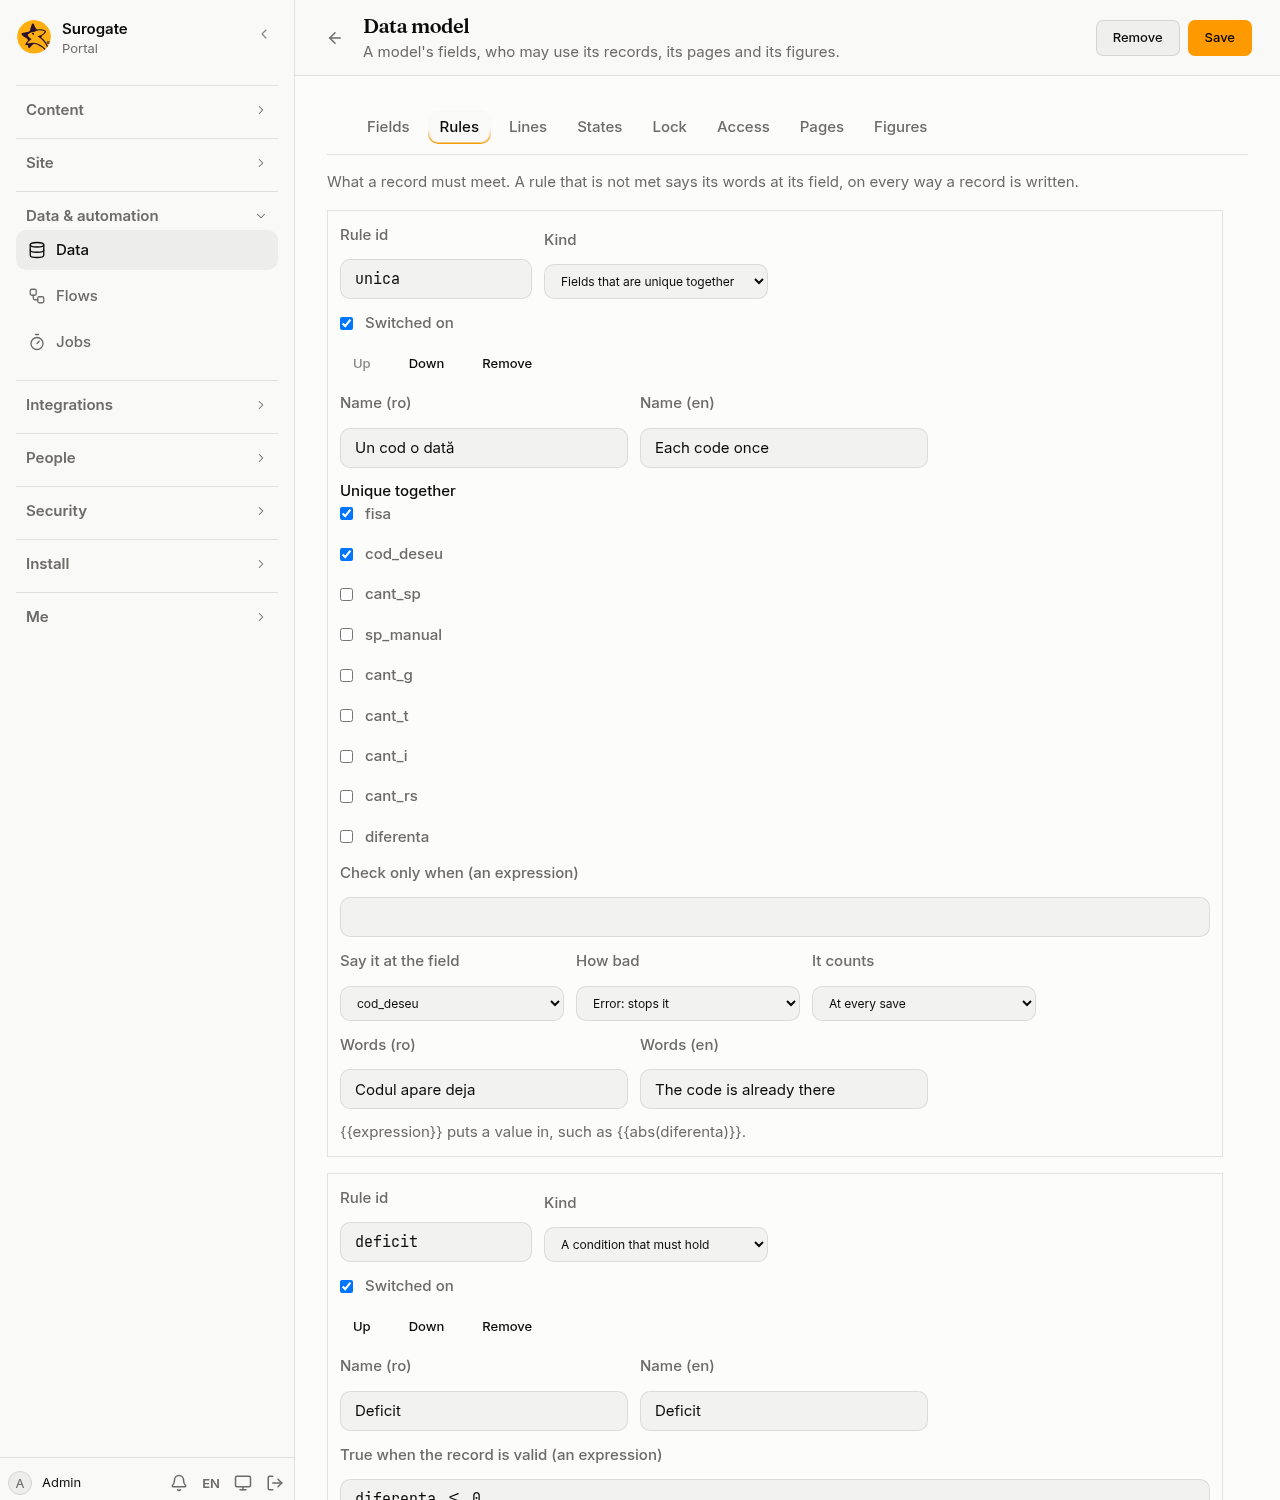 Surogate
Portal
Content
Site
Data & automation
Data
Flows
Jobs
Integrations
People
Security
Install
Me
A
Admin
EN
Data model
A model's fields, who may use its records, its pages and its figures.
Remove
Save
Fields
Rules
Lines
States
Lock
Access
Pages
Figures
What a record must meet. A rule that is not met says its words at its field, on every way a record is written.
Rule id
Kind
unica
Fields that are unique together
Switched on
Up
Down
Remove
Name (ro)
Name (en)
Un cod o dată
Each code once
Unique together
fisa
cod_deseu
cant_sp
sp_manual
cant_g
cant_t
cant_i
cant_rs
diferenta
Check only when (an expression)
Say it at the field
How bad
It counts
cod_deseu
Error: stops it
At every save
Words (ro)
Words (en)
Codul apare deja
The code is already there
{{expression}} puts a value in, such as {{abs(diferenta)}}.
Rule id
Kind
deficit
A condition that must hold
Switched on
Up
Down
Remove
Name (ro)
Name (en)
Deficit
Deficit
True when the record is valid (an expression)
diferenta ≤ 0